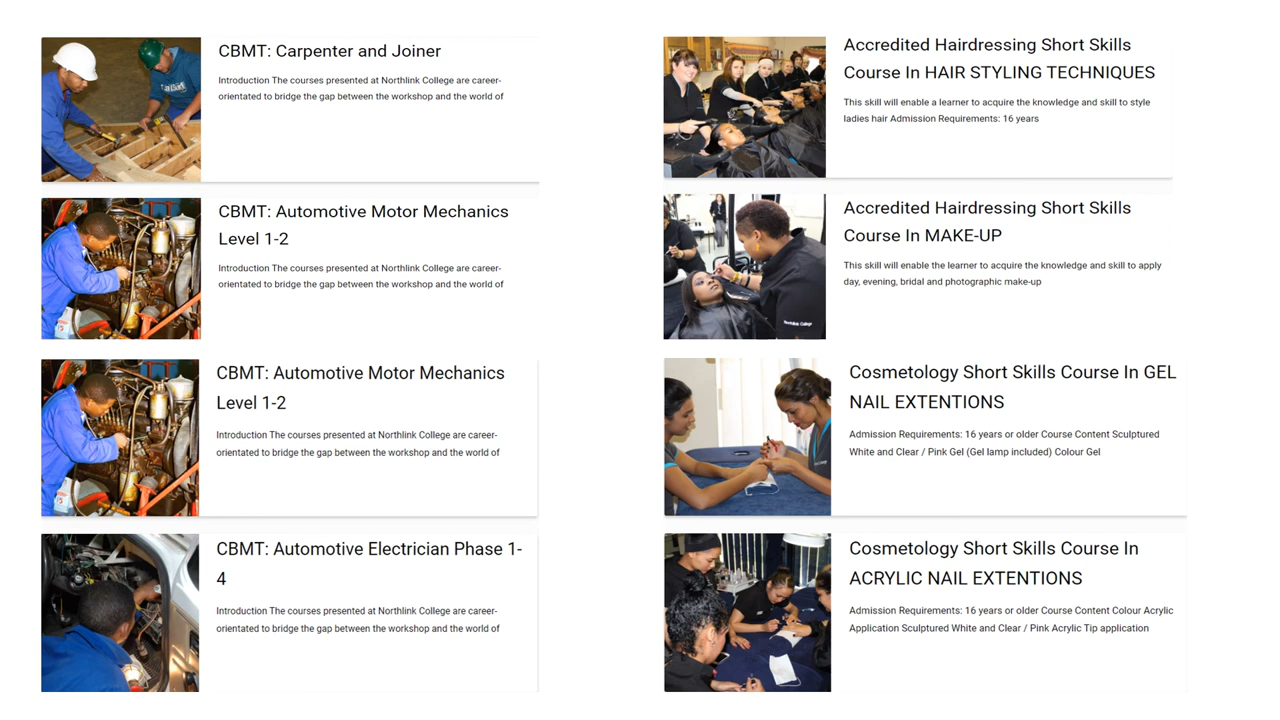 CBMT: Carpenter and Joiner
Introduction The courses presented at Northlink College are career-
orientated to bridge the gap between the workshop and the world of
CBMT: Automotive Motor Mechanics
Level 1-2
Introduction The courses presented at Northlink College are career-
orientated to bridge the gap between the workshop and the world of
CBMT: Automotive Motor Mechanics
Level 1-2
Introduction The courses presented at Northlink College are career-
orientated to bridge the gap between the workshop and the world of
CBMT: Automotive Electrician Phase 1-
4
Introduction The courses presented at Northlink College are career-
orientated to bridge the gap between the workshop and the world of
Accredited Hairdressing Short Skills
Course In HAIR STYLING TECHNIQUES
This skill will enable a learner to acquire the knowledge and skill to style
ladies hair Admission Requirements: 16 years
Accredited Hairdressing Short Skills
Course In MAKE-UP
This skill will enable the learner to acquire the knowledge and skill to apply
day, evening, bridal and photographic make-up
Northlink College
Cosmetology Short Skills Course In GEL
NAIL EXTENTIONS
Admission Requirements: 16 years or older Course Content Sculptured
White and Clear / Pink Gel (Gel lamp included) Colour Gel
Cosmetology Short Skills Course In
ACRYLIC NAIL EXTENTIONS
Admission Requirements: 16 years or older Course Content Colour Acrylic
Application Sculptured White and Clear / Pink Acrylic Tip application